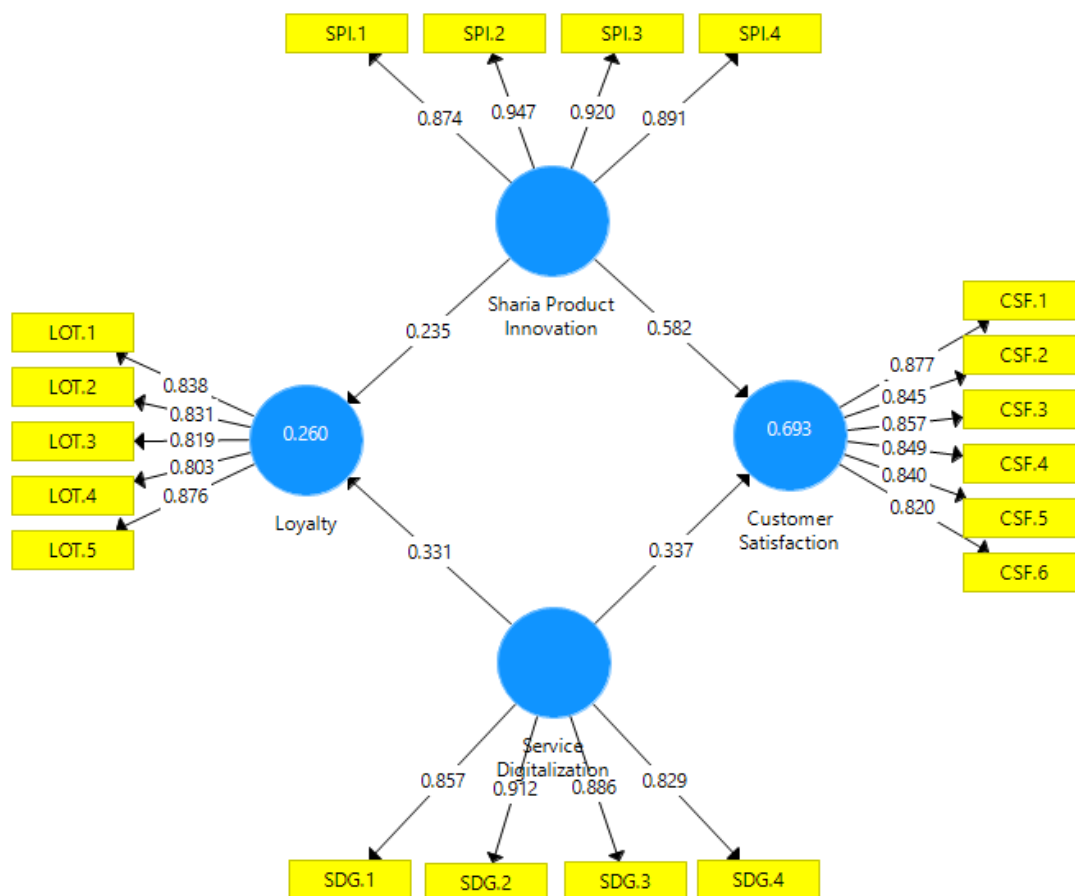 SPI.1 SPI.2 SPI.3 SPI.4
0.874 0.947 0.920 0.891
Sharia Product
Innovation
0.235 0.582
LOT.1
LOT.2
LOT.3
LOT.4
LOT.5
0.838
0.831
0.819
0.803
0.876
0.260
Loyalty
CSF.1
CSF.2
CSF.3
CSF.4
CSF.5
CSF.6
0.877
0.845
0.857
0.849
0.840
0.820
0.693
Customer
Satisfaction
0.331 0.337
Service
Digitalization
0.857 0.912 0.886 0.829
SDG.1 SDG.2 SDG.3 SDG.4